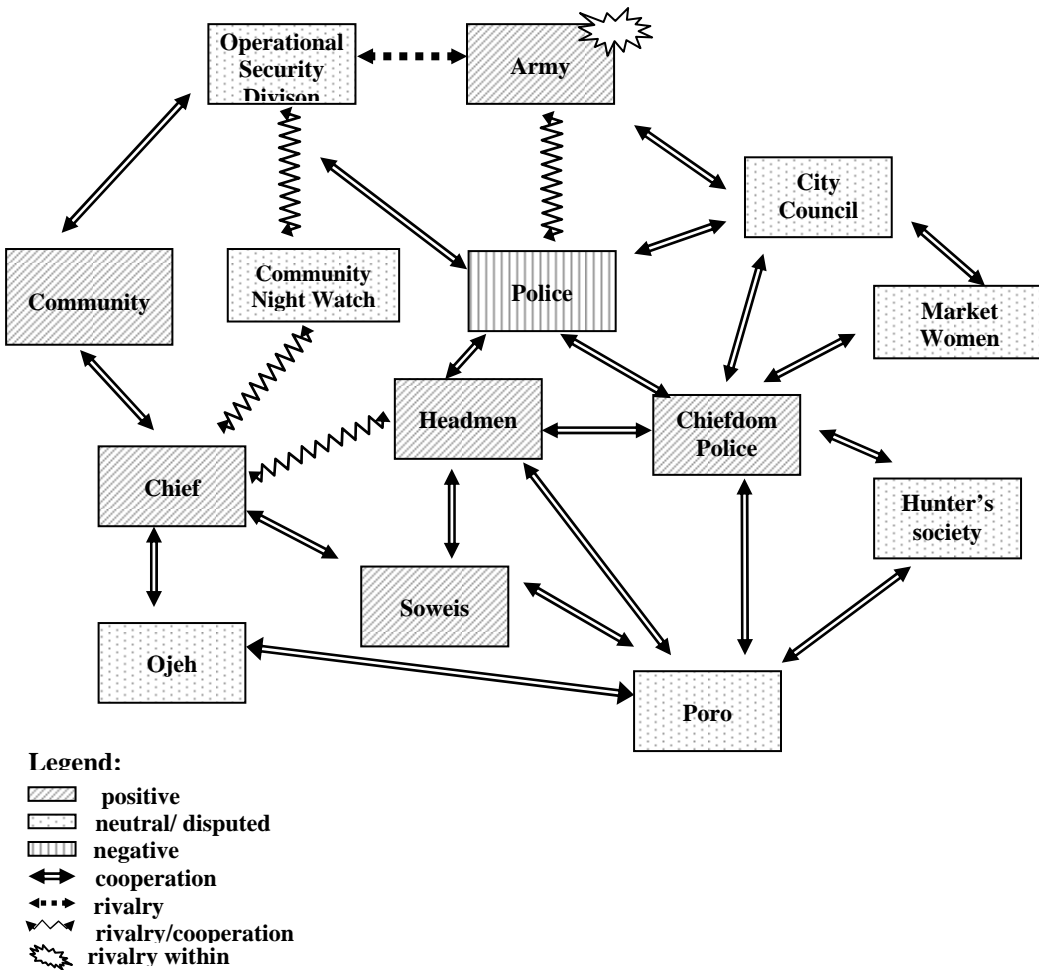 Operational
Security
Divison
Army
City
Council
Community
Community
Night Watch
Police
Market
Women
Headmen
Chiefdom
Police
Chief
Hunter’s
society
Soweis
Ojeh
Poro
Legend:
positive
neutral/ disputed
negative
cooperation
rivalry
rivalry/cooperation
rivalry within